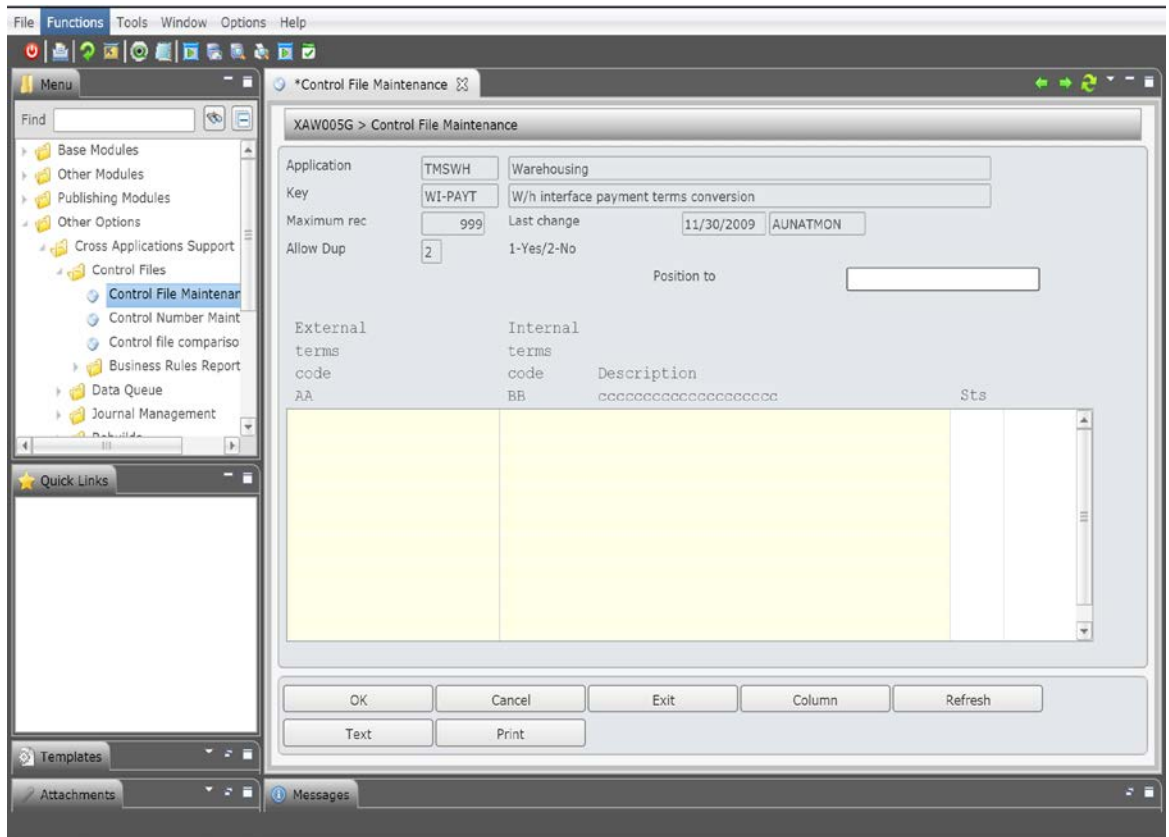 File Functions Tools Window Options Help
Menu
Find
Base Modules
Other Modules
Publishing Modules
Other Options
Cross Applications Support
Control Files
Control File Maintenar
Control Number Maint
Control file compariso
Business Rules Report
Data Queue
Journal Management
Quick Links
Templates
Attachments
*Control File Maintenance
XAW005G > Control File Maintenance
Application TMSWH Warehousing
Key WI-PAYT W/h interface payment terms conversion
Maximum rec 999 Last change 11/30/2009 AUNATMON
Allow Dup 2 1-Yes/2-No
Position to
External Internal
terms terms
code code Description
AA BB cccccccccccccccccccc Sts
OK Cancel Exit Column Refresh
Text Print
Messages